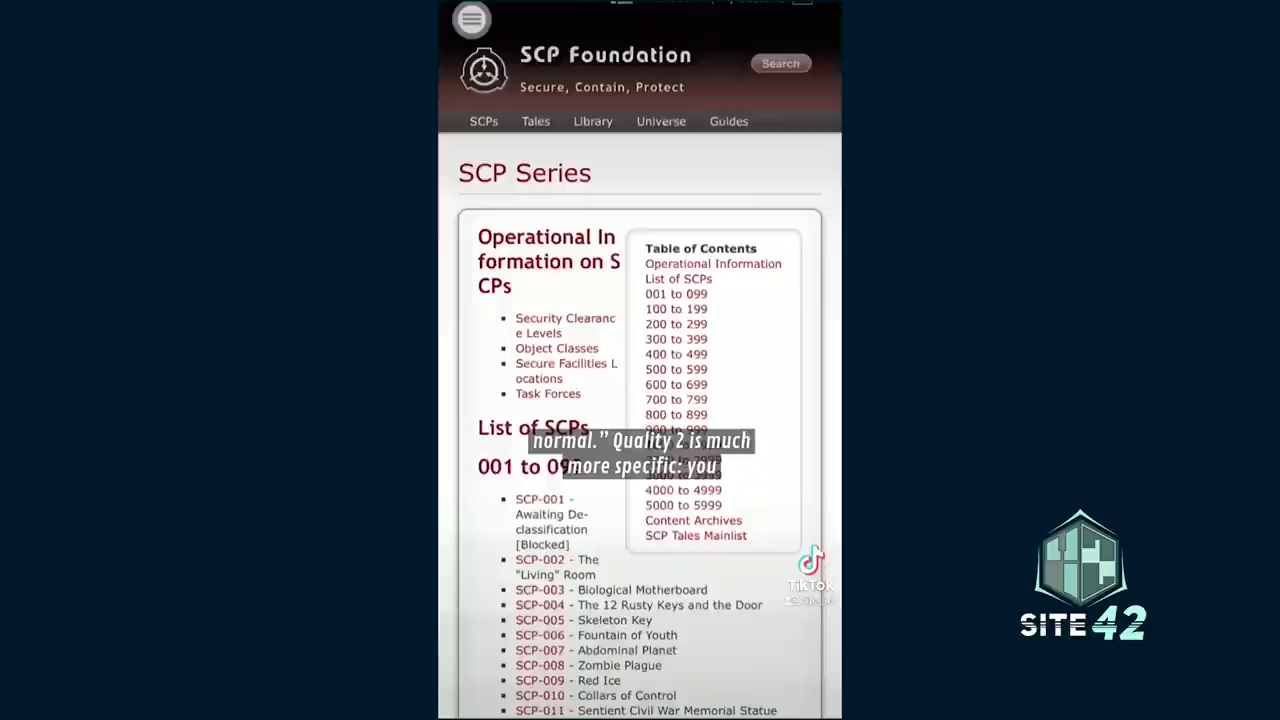 SCP Foundation
Secure, Contain, Protect
Search
SCPs
Tales
Library
Universe
Guides
SCP Series
Operational In
formation on S
CPs
Security Clearanc
e Levels
Object Classes
Secure Facilities L
ocations
Task Forces
Table of Contents
Operational Information
List of SCPs
001 to 099
100 to 199
200 to 299
300 to 399
400 to 499
500 to 599
600 to 699
700 to 799
800 to 899
4000 to 4999
5000 to 5999
Content Archives
SCP Tales Mainlist
List of SCPs
001 to 099
normal.” Quality 2 is much
more specific: you
SCP-001 -
Awaiting De-
classification
[Blocked]
SCP-002 - The
"Living" Room
SCP-003 - Biological Motherboard
SCP-004 - The 12 Rusty Keys and the Door
SCP-005 - Skeleton Key
SCP-006 - Fountain of Youth
SCP-007 - Abdominal Planet
SCP-008 - Zombie Plague
SCP-009 - Red Ice
SCP-010 - Collars of Control
SCP-011 - Sentient Civil War Memorial Statue
TikTok
SITE 42